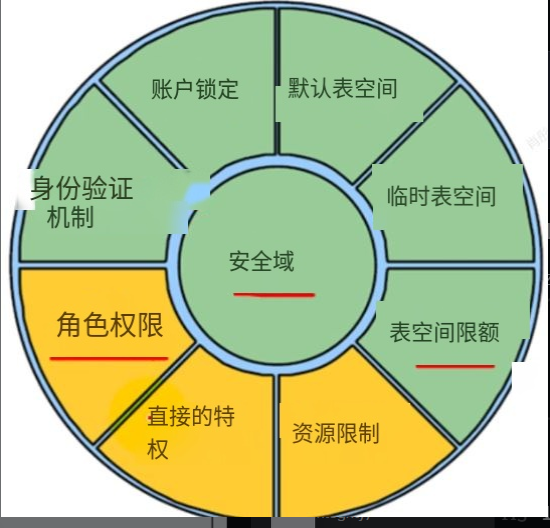 账户锁定
默认表空间
身份验证
机制
临时表空间
安全域
角色权限
表空间限额
直接的特
权
资源限制